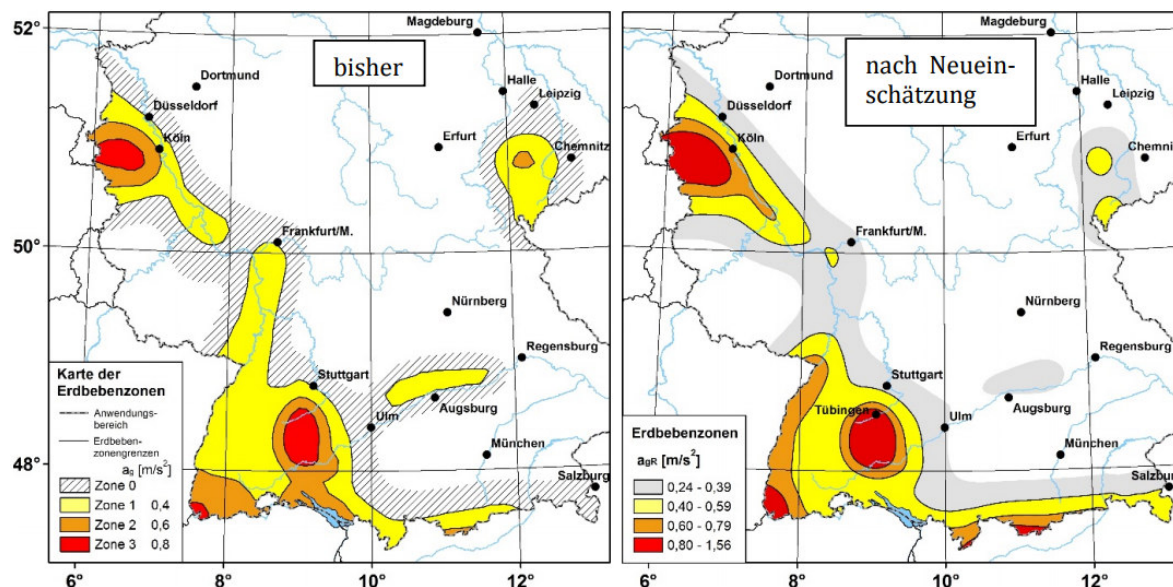 52°
50°
48°
6°
8°
10°
12°
bisher
Magdeburg
Dortmund
Halle
Leipzig
Düsseldorf
Köln
Erfurt
Chemnitz
Frankfurt/M.
Nürnberg
Regensburg
Stuttgart
Augsburg
Ulm
München
Salzburg
Karte der
Erdbebenzonen
Anwendungs-
bereich
Erdbeben-
zonengrenzen
ag [m/s²]
Zone 0
Zone 1 0,4
Zone 2 0,6
Zone 3 0,8
nach Neuein-
schätzung
Magdeburg
Dortmund
Halle
Leipzig
Düsseldorf
Köln
Erfurt
Chemnitz
Frankfurt/M.
Nürnberg
Regensburg
Stuttgart
Tübingen
Ulm
Augsburg
München
Salzburg
Erdbebenzonen
agR [m/s²]
0,24 - 0,39
0,40 - 0,59
0,60 - 0,79
0,80 - 1,56
6°
8°
10°
12°